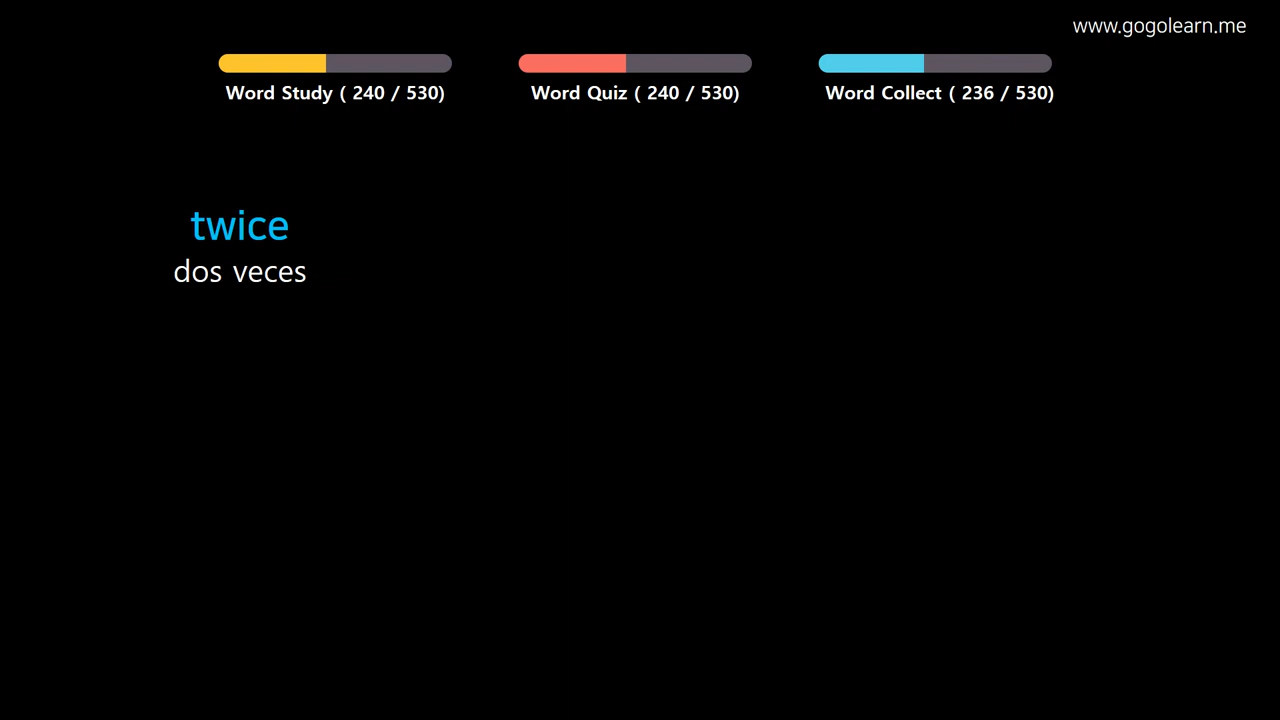 www.gogolearn.me
Word Study ( 240 / 530)
Word Quiz ( 240 / 530)
Word Collect ( 236 / 530)
twice
dos veces